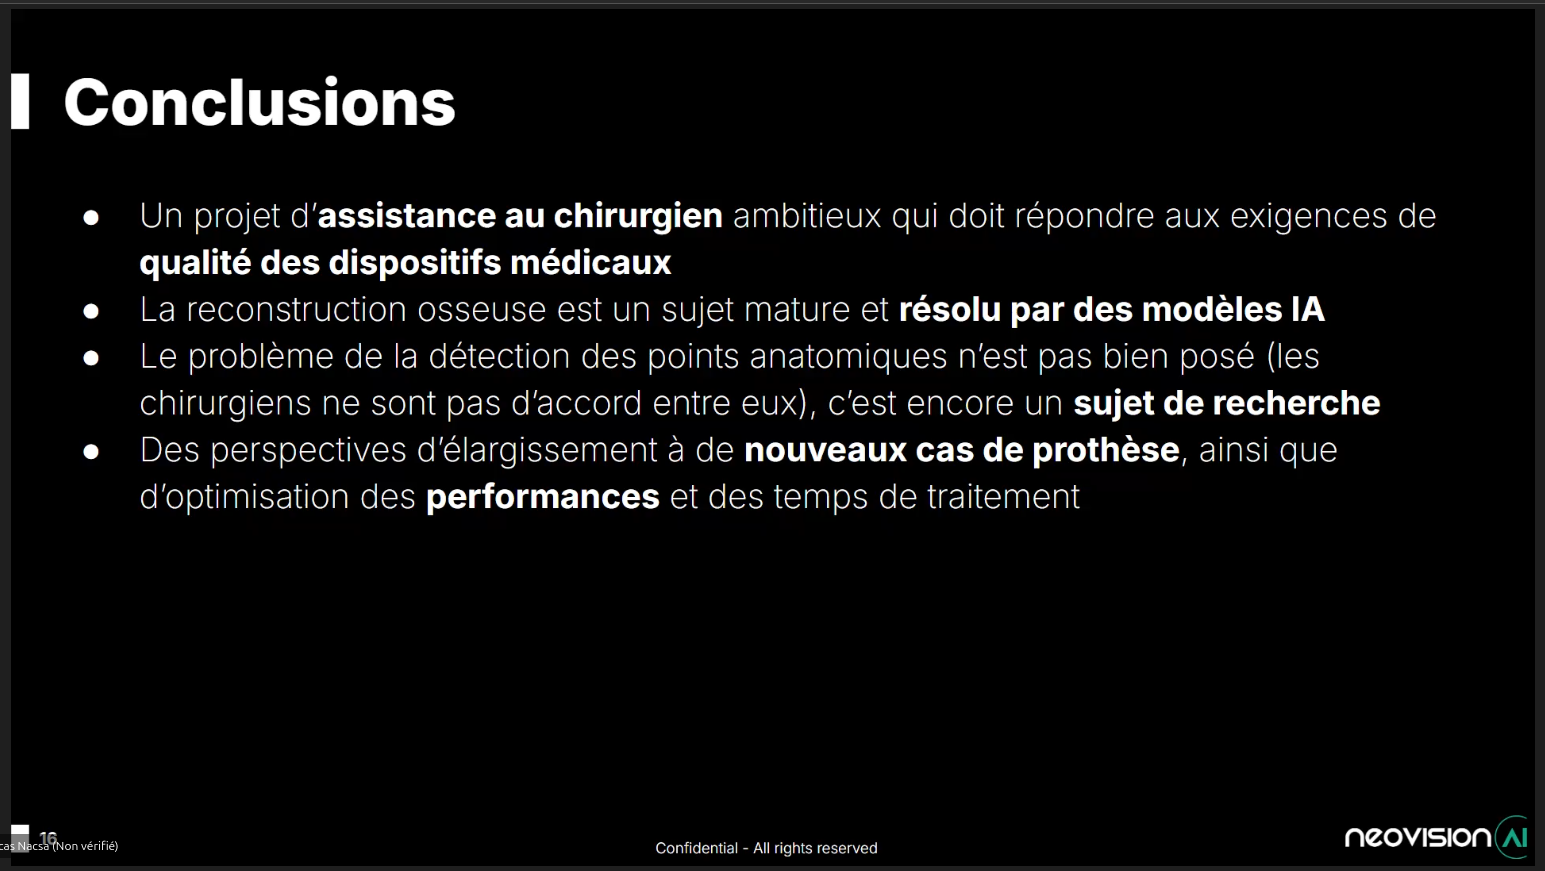 Conclusions
● Un projet d’assistance au chirurgien ambitieux qui doit répondre aux exigences de
qualité des dispositifs médicaux
● La reconstruction osseuse est un sujet mature et résolu par des modèles IA
● Le problème de la détection des points anatomiques n’est pas bien posé (les
chirurgiens ne sont pas d’accord entre eux), c’est encore un sujet de recherche
● Des perspectives d’élargissement à de nouveaux cas de prothèse, ainsi que
d’optimisation des performances et des temps de traitement
16
cas Nacsa (Non vérifié)
Confidential - All rights reserved
neovision AI